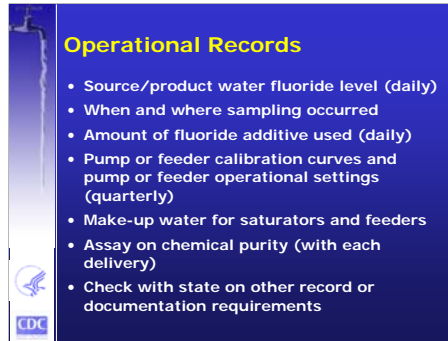 Operational Records
• Source/product water fluoride level (daily)
• When and where sampling occurred
• Amount of fluoride additive used (daily)
• Pump or feeder calibration curves and
pump or feeder operational settings
(quarterly)
• Make-up water for saturators and feeders
• Assay on chemical purity (with each
delivery)
• Check with state on other record or
documentation requirements
CDC